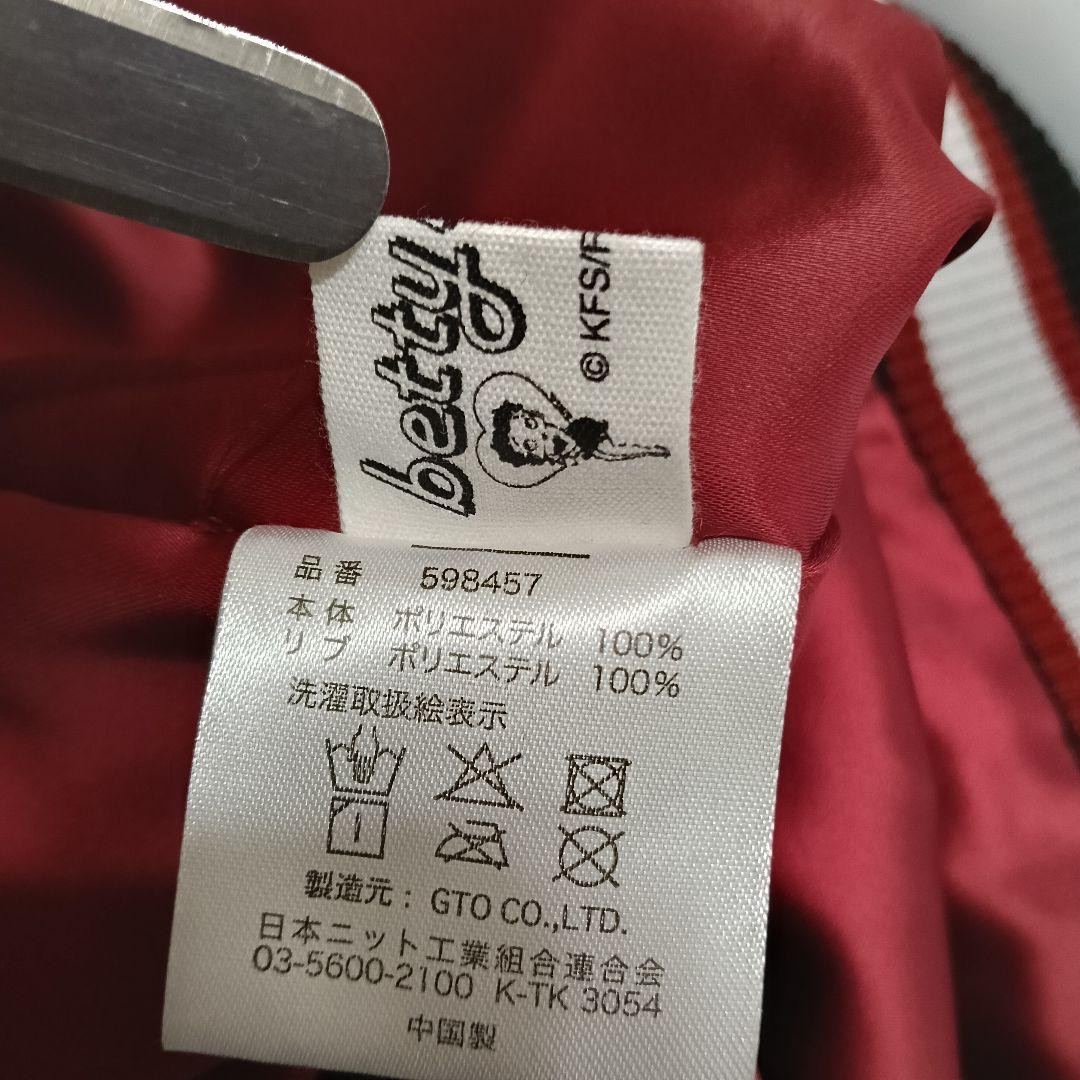 betty
© KFS/F
品番 598457
本体 ポリエステル 100%
リブ ポリエステル 100%
洗濯取扱絵表示
製造元: GTO CO.,LTD.
日本ニット工業組合連合会
03-5600-2100 K-TK 3054
中国製